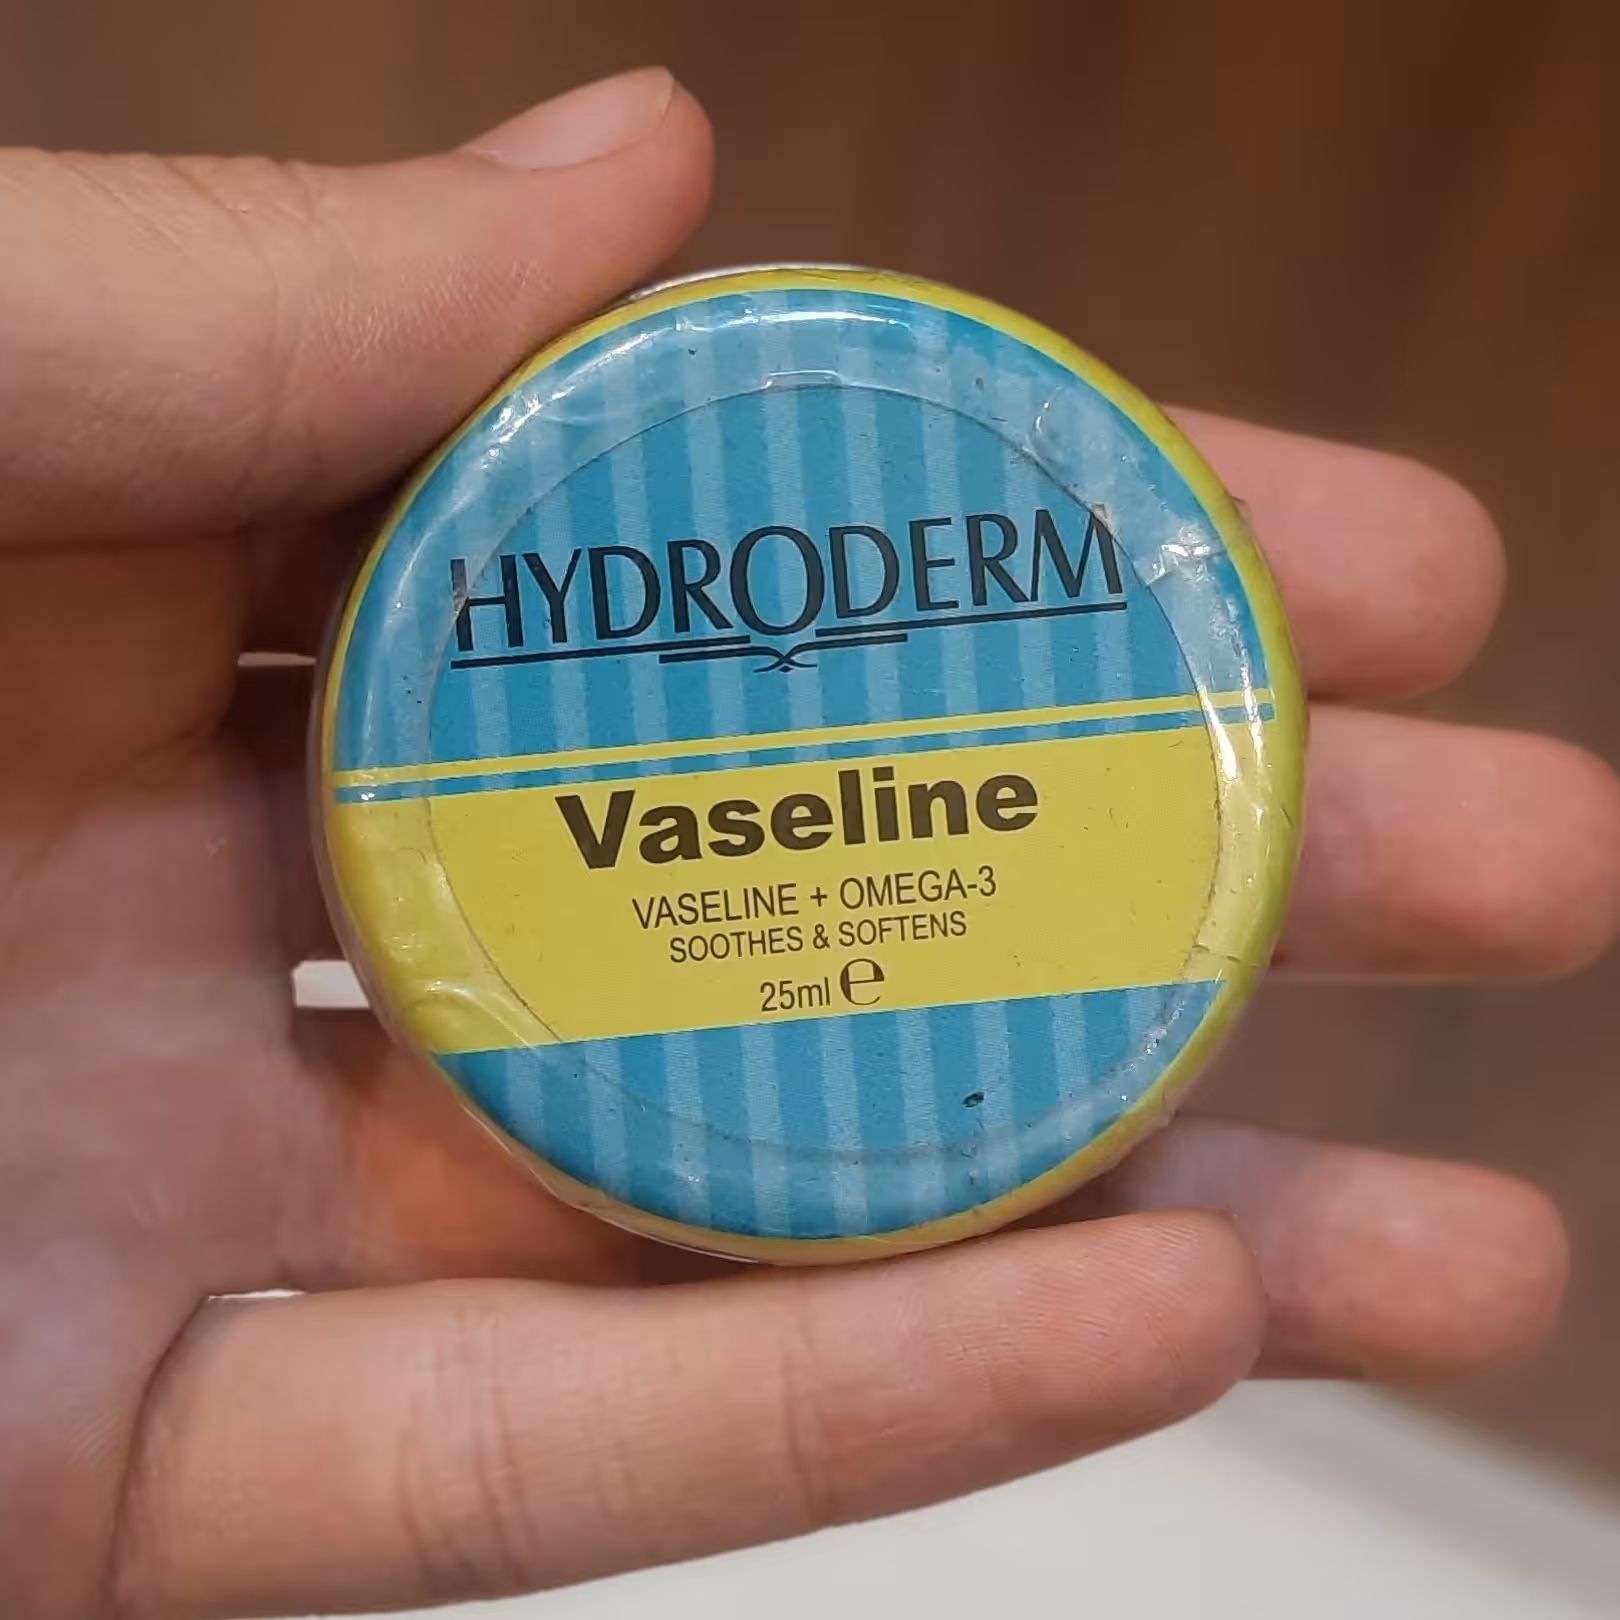 HYDRODERM
Vaseline
VASELINE + OMEGA-3
SOOTHES & SOFTENS
25ml ℮